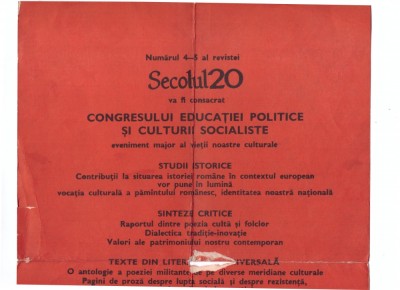 Numărul 4-5 al revistei
Secolul 20
va fi consacrat
CONGRESULUI EDUCAȚIEI POLITICE
ȘI CULTURII SOCIALISTE
eveniment major al vieții noastre culturale
STUDII ISTORICE
Contribuții la situarea istoriei române în contextul european
vor pune în lumină
vocația culturală a pămîntului românesc, identitatea noastră națională
SINTEZE CRITICE
Raportul dintre poezia cultă și folclor
Dialectica tradiție-inovație
Valori ale patrimoniului nostru contemporan
TEXTE DIN LITERA VERSALĂ
O antologie a poeziei militante pe diverse meridiane culturale
Pagini de proză despre lupta socială și despre rezistență,